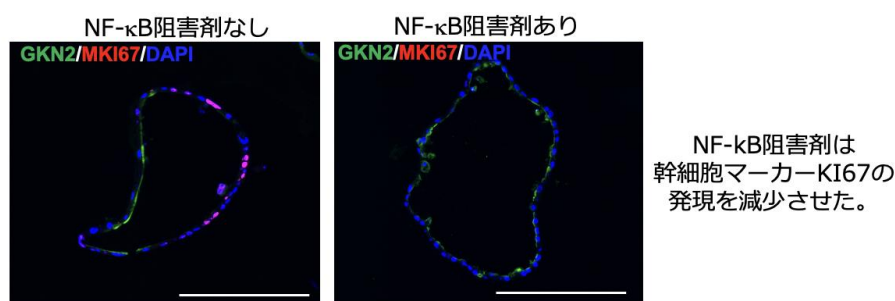 NF-κB阻害剤なし
NF-κB阻害剤あり
GKN2/MKI67/DAPI
GKN2/MKI67/DAPI
NF-kB阻害剤は
幹細胞マーカーKI67の
発現を減少させた。